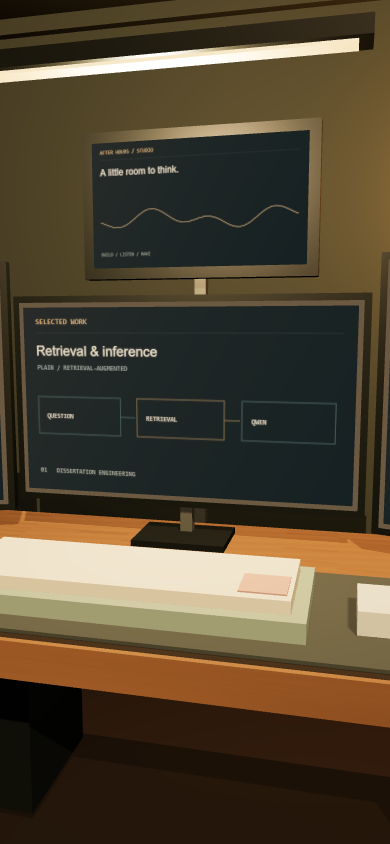 AFTER HOURS / STUDIO
A little room to think.
BUILD / LISTEN / MAKE
SELECTED WORK
Retrieval & inference
PLAIN / RETRIEVAL-AUGMENTED
QUESTION
RETRIEVAL
QWEN
01 DISSERTATION ENGINEERING